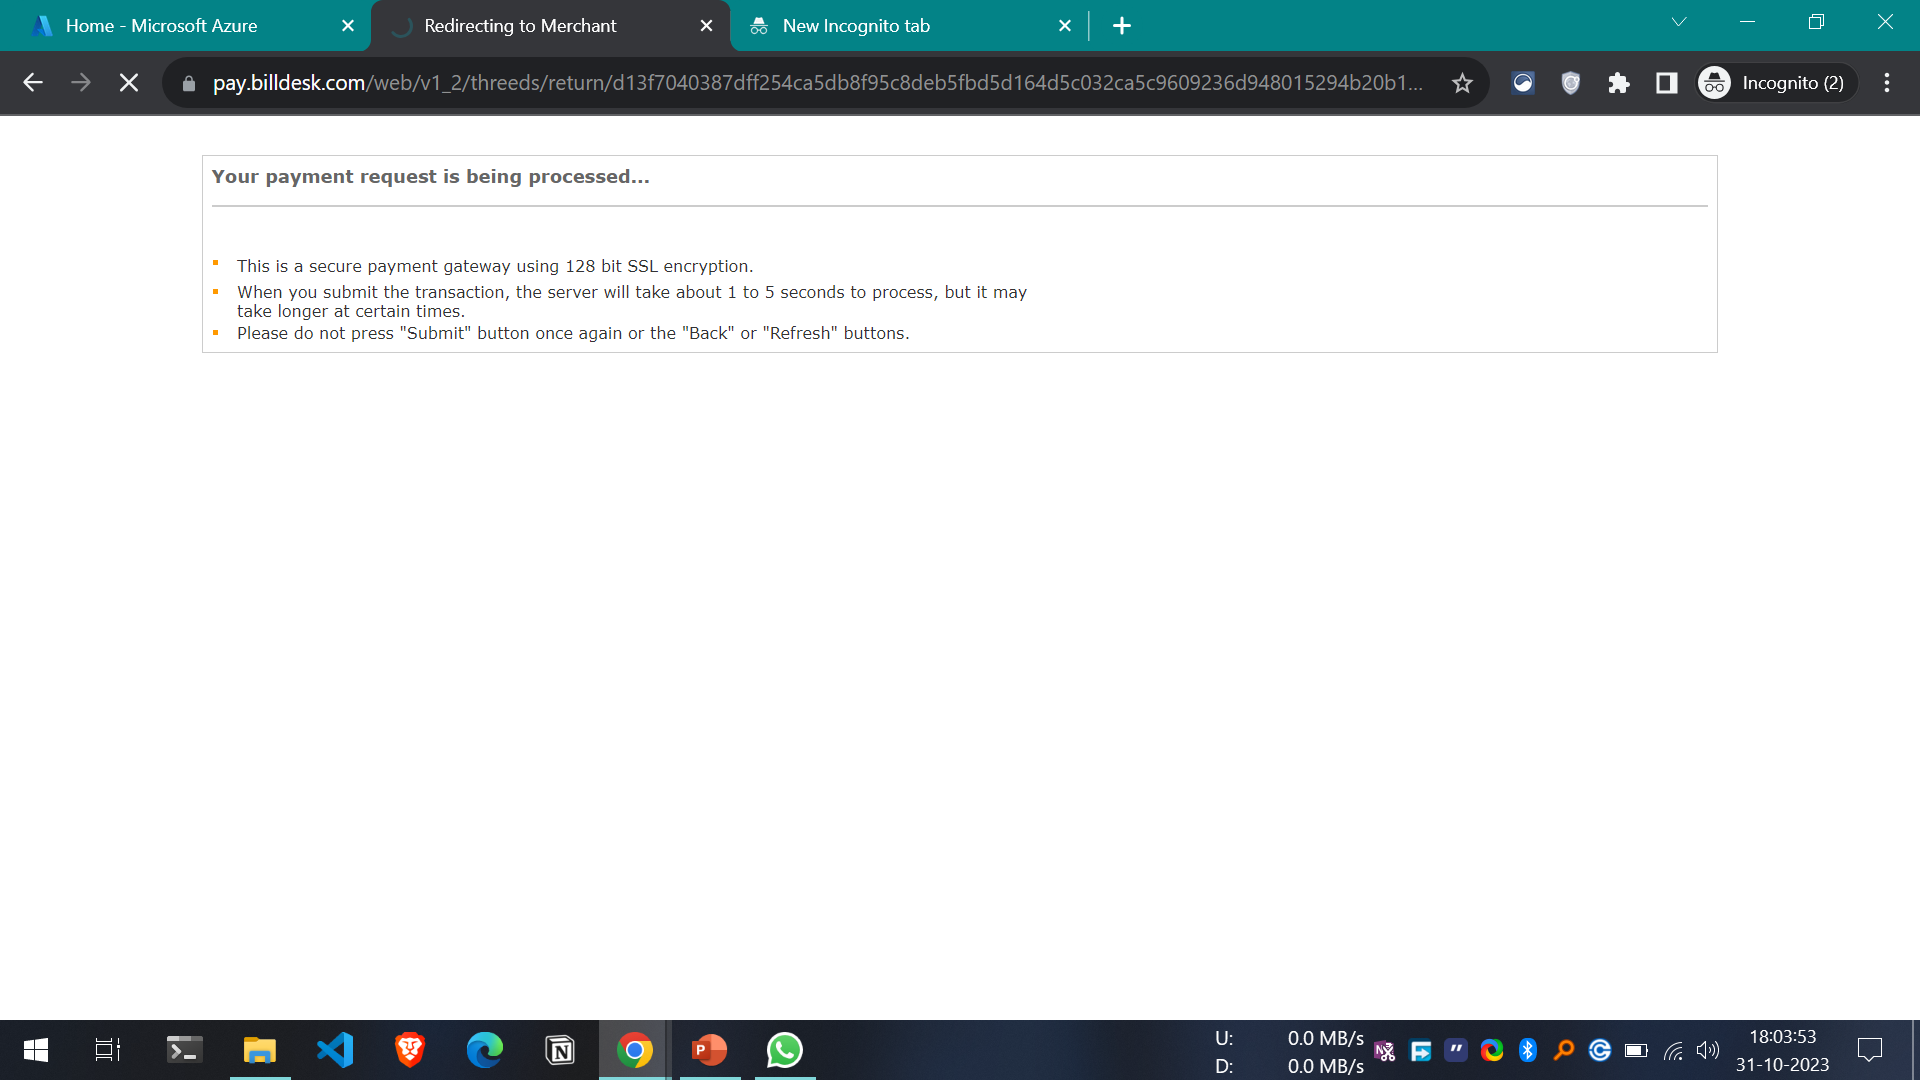 Home - Microsoft Azure
Redirecting to Merchant
New Incognito tab
pay.billdesk.com/web/v1_2/threeds/return/d13f7040387dff254ca5db8f95c8deb5fbd5d164d5c032ca5c9609236d948015294b20b1...
Incognito (2)
Your payment request is being processed...
This is a secure payment gateway using 128 bit SSL encryption.
When you submit the transaction, the server will take about 1 to 5 seconds to process, but it may
take longer at certain times.
Please do not press "Submit" button once again or the "Back" or "Refresh" buttons.
U: 0.0 MB/s
D: 0.0 MB/s
18:03:53
31-10-2023